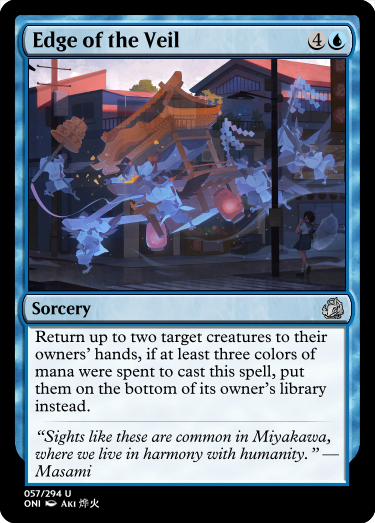 Edge of the Veil 4
Sorcery
Return up to two target creatures to their
owners' hands, if at least three colors of
mana were spent to cast this spell, put
them on the bottom of its owner's library
instead.
“Sights like these are common in Miyakawa,
where we live in harmony with humanity.” —
Masami
057/294 U
ONI Aki 烨火